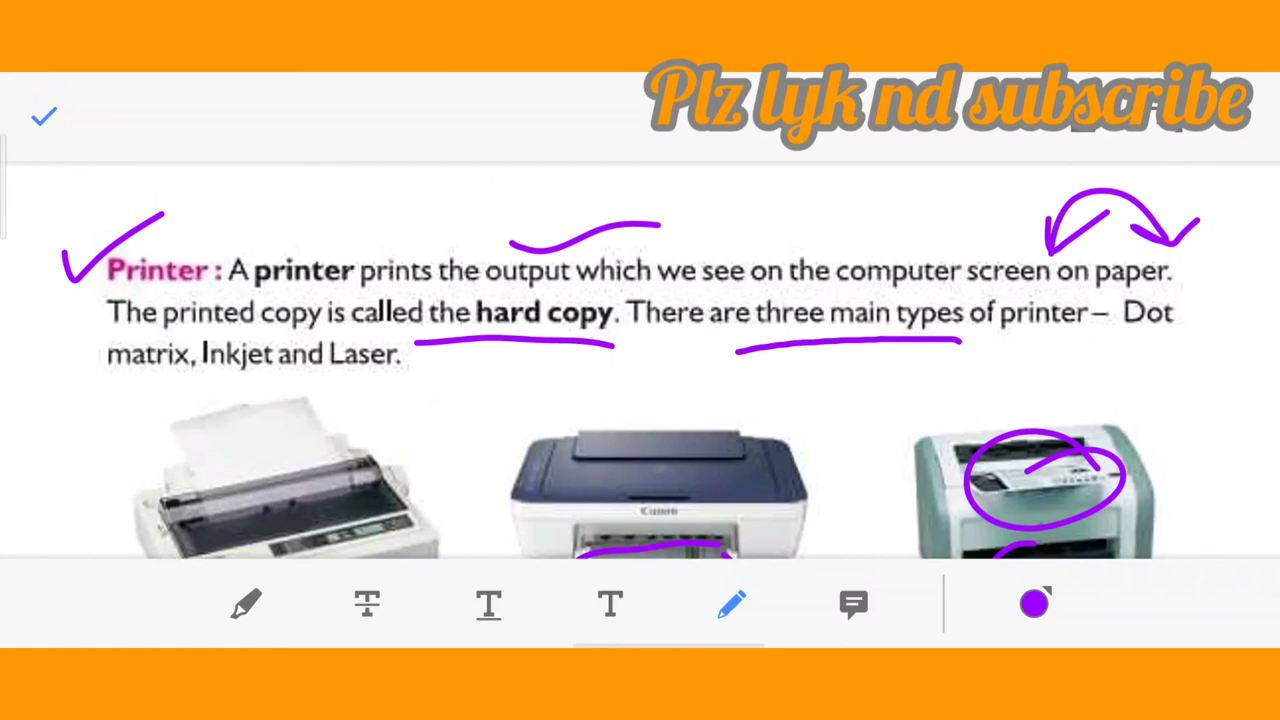 Plz lyk nd subscribe
Printer : A printer prints the output which we see on the computer screen on paper.
The printed copy is called the hard copy. There are three main types of printer – Dot
matrix, Inkjet and Laser.
Canon